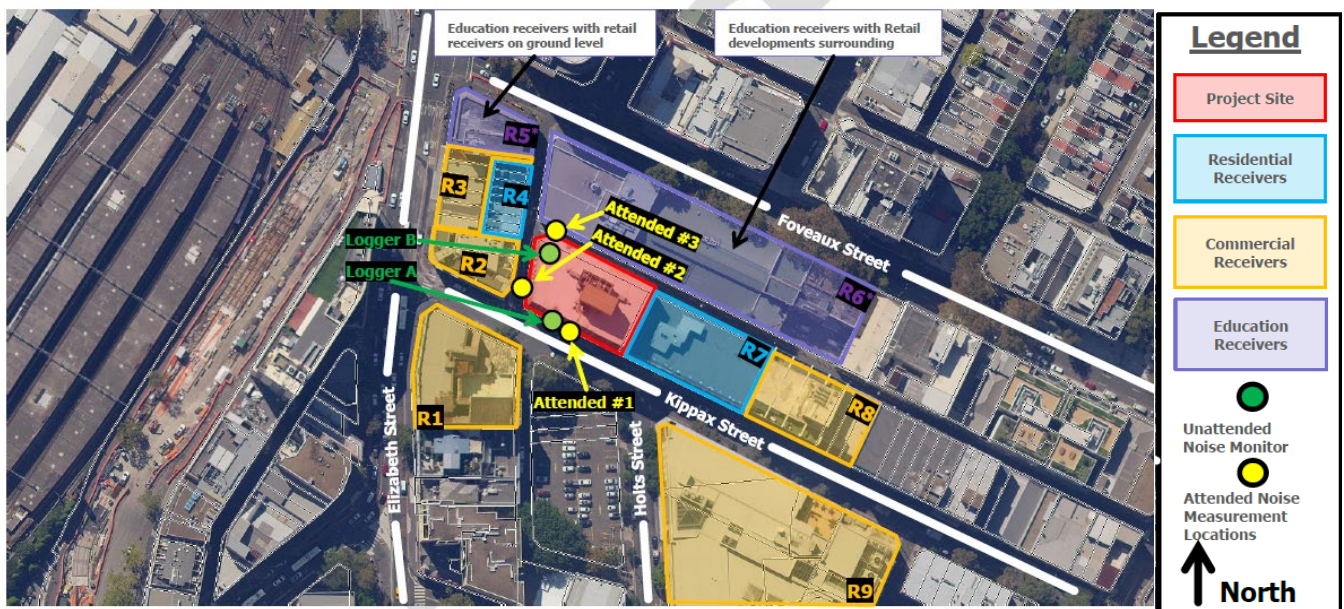 Education receivers with retail
receivers on ground level
Education receivers with Retail
developments surrounding
R5*
R3
R4
Attended #3
Foveaux Street
Logger B
Attended #2
Logger A
R2
R6*
R7
R1
Attended #1
Kippax Street
R8
Elizabeth Street
Holts Street
R9
Legend
Project Site
Residential
Receivers
Commercial
Receivers
Education
Receivers
Unattended
Noise Monitor
Attended Noise
Measurement
Locations
North